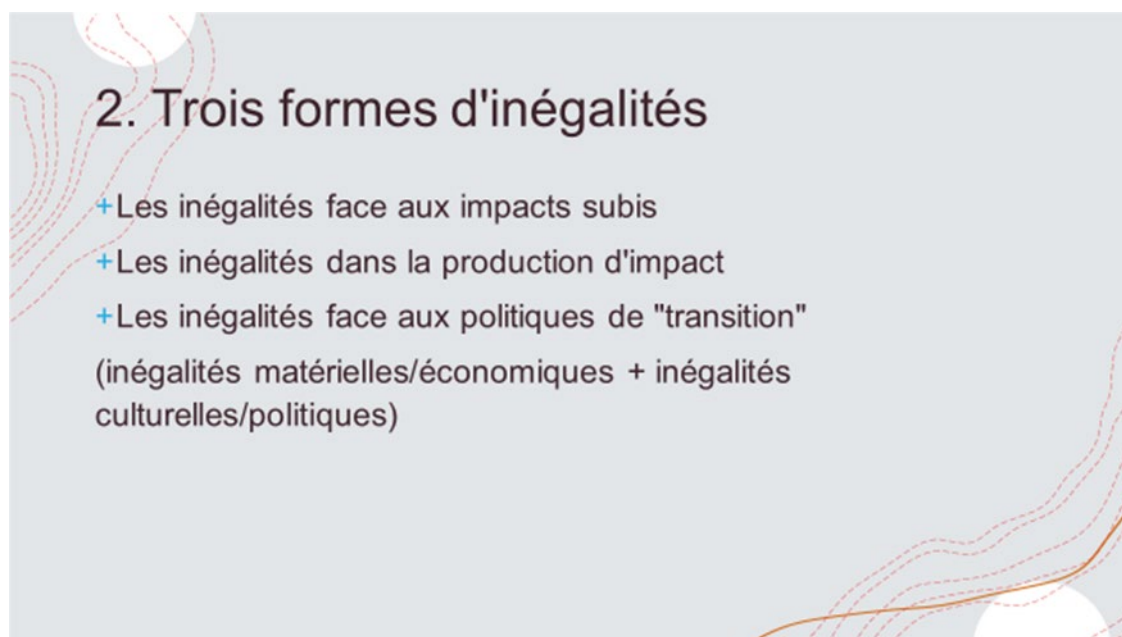 2. Trois formes d'inégalités
+Les inégalités face aux impacts subis
+Les inégalités dans la production d'impact
+Les inégalités face aux politiques de "transition"
(inégalités matérielles/économiques + inégalités
culturelles/politiques)